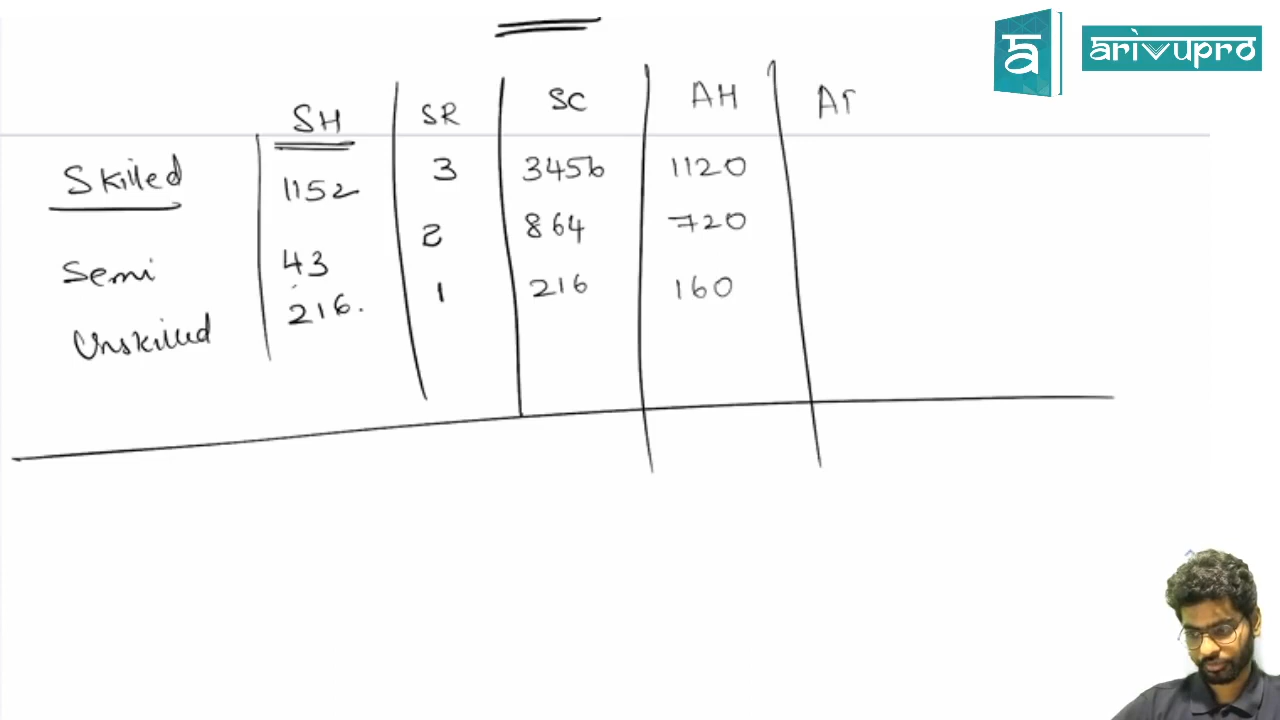 arivupro
SH SR SC AH
Skilled 1152 3 3456 1120
Semi 43 2 864 720
Unskilled 216. 1 216 160